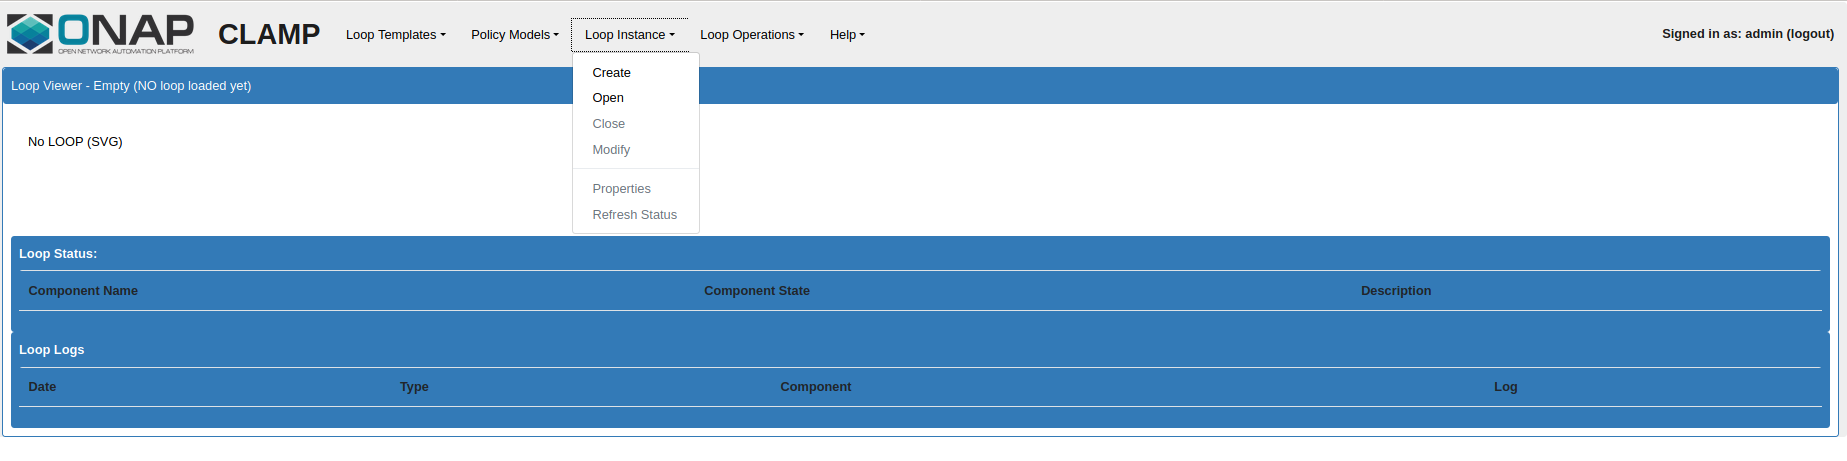 ONAP
OPEN NETWORK AUTOMATION PLATFORM
CLAMP
Loop Templates Policy Models Loop Instance Loop Operations Help
Signed in as: admin (logout)
Create
Open
Close
Modify
Properties
Refresh Status
Loop Viewer - Empty (NO loop loaded yet)
No LOOP (SVG)
Loop Status:
Component Name Component State Description
Loop Logs
Date Type Component Log